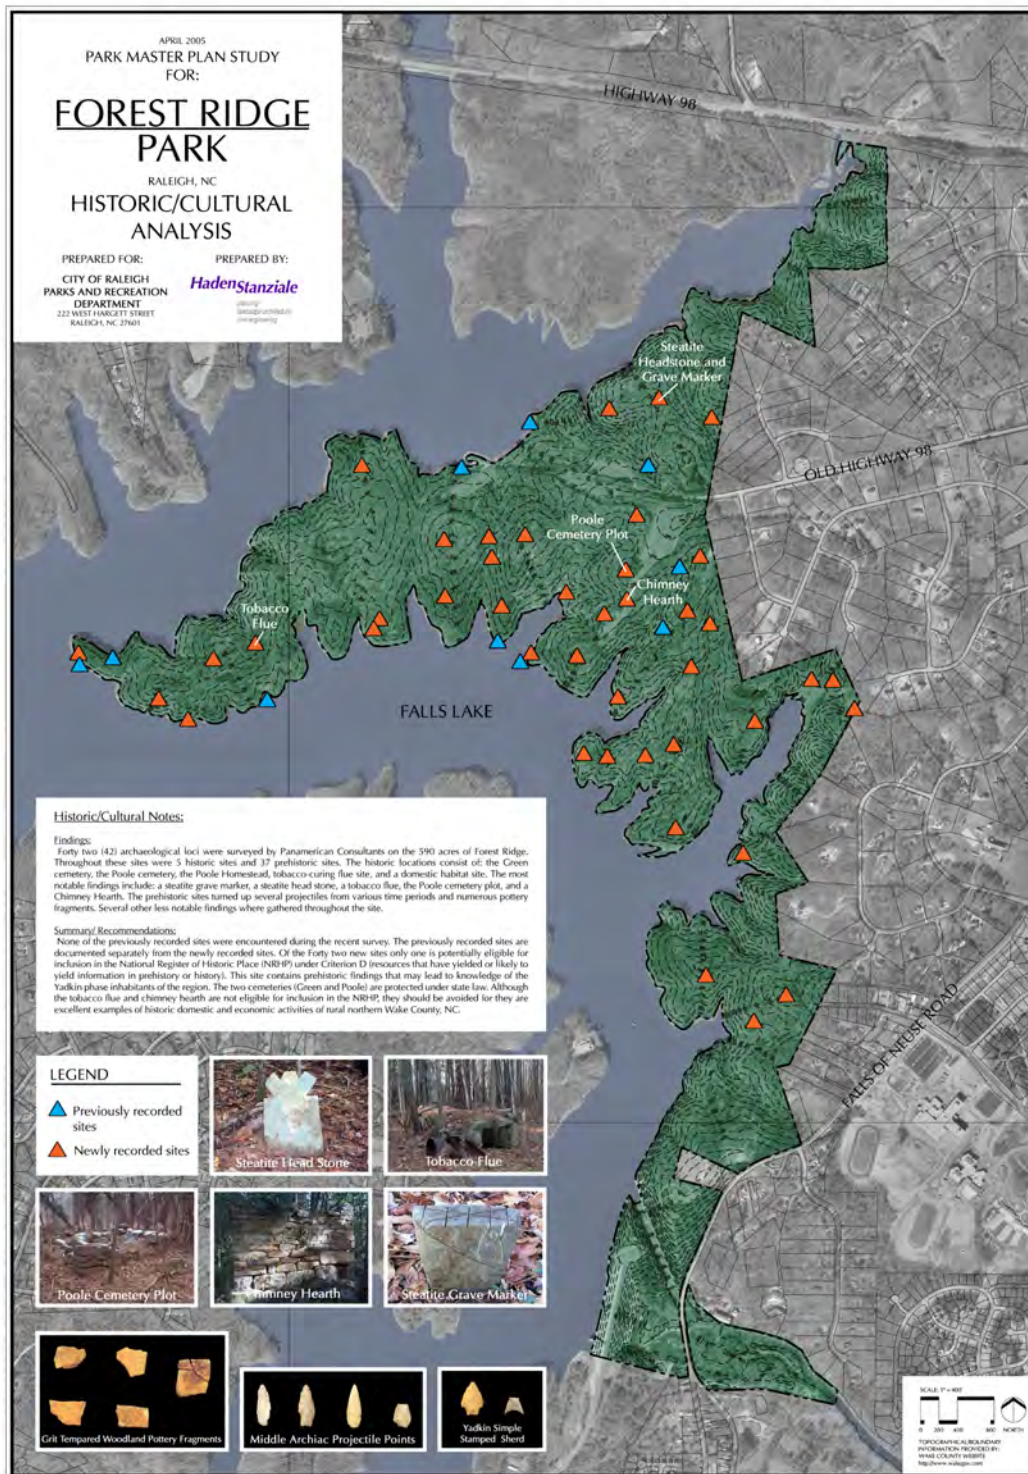 APRIL 2005
PARK MASTER PLAN STUDY
FOR:
FOREST RIDGE
PARK
RALEIGH, NC
HISTORIC/CULTURAL
ANALYSIS
PREPARED FOR:
CITY OF RALEIGH
PARKS AND RECREATION
DEPARTMENT
222 WEST HARGETT STREET
RALEIGH, NC 27601
PREPARED BY:
HadenStanziale
HIGHWAY 98
Steatite
Headstone and
Grave Marker
OLD HIGHWAY 98
Poole
Cemetery Plot
Chimney
Hearth
Tobacco
Flue
FALLS LAKE
FALLS OF NEUSE ROAD
Historic/Cultural Notes:
Findings:
Forty two (42) archaeological loci were surveyed by Panamerican Consultants on the 590 acres of Forest Ridge.
Throughout these sites were 5 historic sites and 37 prehistoric sites. The historic locations consist of: the Green
cemetery, the Poole cemetery, the Poole Homestead, tobacco-curing flue site, and a domestic habitat site. The most
notable findings include: a steatite grave marker, a steatite head stone, a tobacco flue, the Poole cemetery plot, and a
Chimney Hearth. The prehistoric sites turned up several projectiles from various time periods and numerous pottery
fragments. Several other less notable findings where gathered throughout the site.
Summary/ Recommendations:
None of the previously recorded sites were encountered during the recent survey. The previously recorded sites are
documented separately from the newly recorded sites. Of the Forty two new sites only one is potentially eligible for
inclusion in the National Register of Historic Place (NRHP) under Criterion D (resources that have yielded or likely to
yield information in prehistory or history). This site contains prehistoric findings that may lead to knowledge of the
Yadkin phase inhabitants of the region. The two cemeteries (Green and Poole) are protected under state law. Although
the tobacco flue and chimney hearth are not eligible for inclusion in the NRHP, they should be avoided for they are
excellent examples of historic domestic and economic activities of rural northern Wake County, NC.
LEGEND
Previously recorded
sites
Newly recorded sites
Steatite Head Stone
Tobacco Flue
Poole Cemetery Plot
Chimney Hearth
Steatite Grave Marker
Grit Tempared Woodland Pottery Fragments
Middle Archiac Projectile Points
Yadkin Simple
Stamped Sherd
SCALE: 1" = 400'
0 200 400 800 NORTH
TOPOGRAPHICAL/BOUNDARY
INFORMATION PROVIDED BY:
WAKE COUNTY WEBSITE